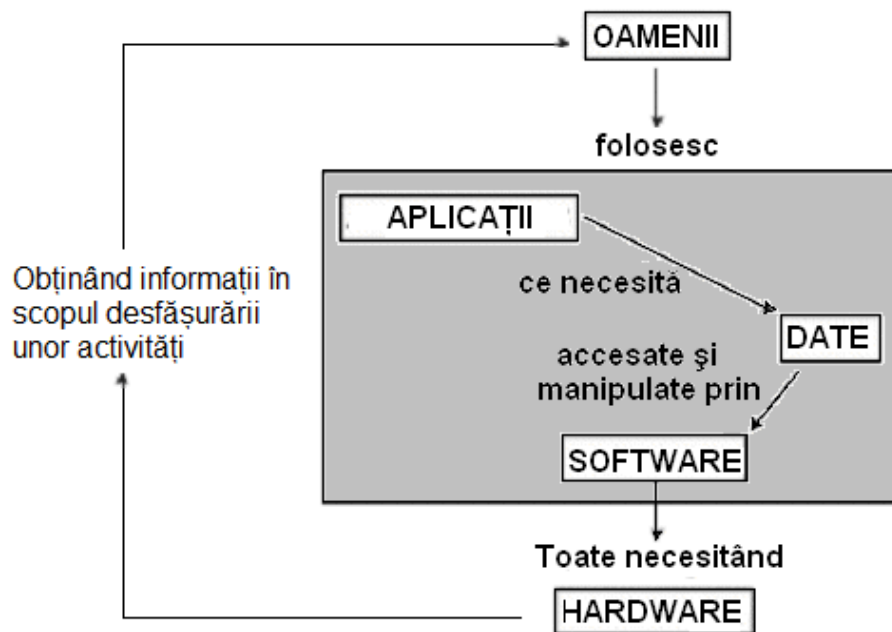 OAMENII
folosesc
APLICAȚII
ce necesită
DATE
accesate şi
manipulate prin
SOFTWARE
Toate necesitând
HARDWARE
Obținând informații în
scopul desfășurării
unor activități